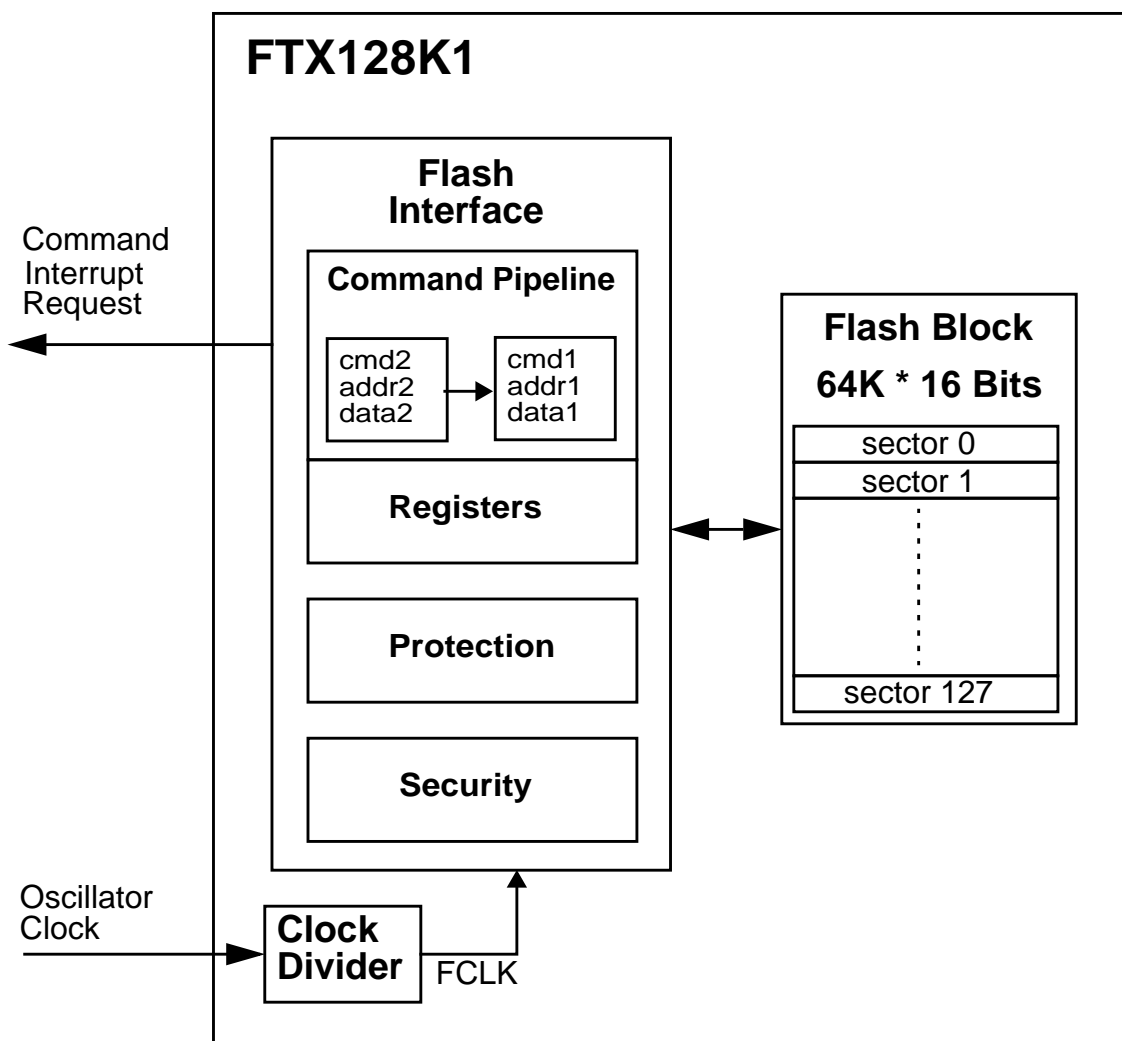 FTX128K1
Flash
Interface
Command
Interrupt
Request
Command Pipeline
cmd2
addr2
data2
cmd1
addr1
data1
Registers
Protection
Security
Flash Block
64K * 16 Bits
sector 0
sector 1
sector 127
Oscillator
Clock
Clock
Divider
FCLK